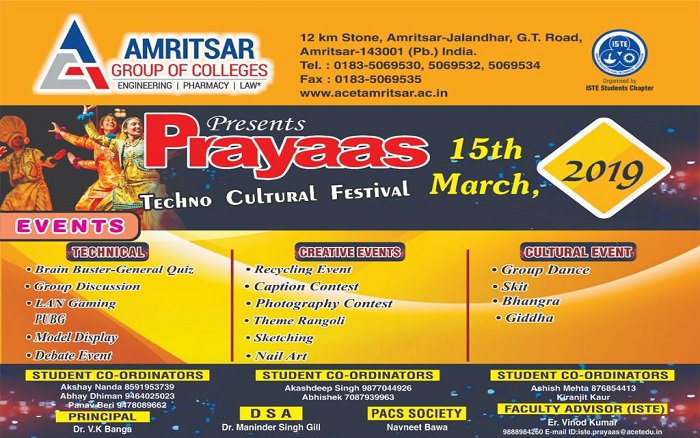 AMRITSAR
GROUP OF COLLEGES
ENGINEERING | PHARMACY | LAW*
12 km Stone, Amritsar-Jalandhar, G.T. Road,
Amritsar-143001 (Pb.) India.
Tel. : 0183-5069530, 5069532, 5069534
Fax : 0183-5069535
www.acetamritsar.ac.in
ISTE
Organised by
ISTE Students Chapter
Presents
Prayaas
Techno Cultural Festival
15th
March,
2019
EVENTS
TECHNICAL
• Brain Buster-General Quiz
• Group Discussion
• LAN Gaming
PUBG
• Model Display
• Debate Event
CREATIVE EVENTS
• Recycling Event
• Caption Contest
• Photography Contest
• Theme Rangoli
• Sketching
• Nail Art
CULTURAL EVENT
• Group Dance
• Skit
• Bhangra
• Giddha
STUDENT CO-ORDINATORS
Akshay Nanda 8591953739
Abhay Dhiman 9464025023
Panav Beri 9478089662
STUDENT CO-ORDINATORS
Akashdeep Singh 9877044926
Abhishek 7087939963
STUDENT CO-ORDINATORS
Ashish Mehta 876854413
Kiranjit Kaur
PRINCIPAL
Dr. V.K Banga
D S A
Dr. Maninder Singh Gill
PACS SOCIETY
Navneet Bawa
FACULTY ADVISOR (ISTE)
Er. Vinod Kumar
9888984260 E-mail ID:iste.prayaas@acetedu.in